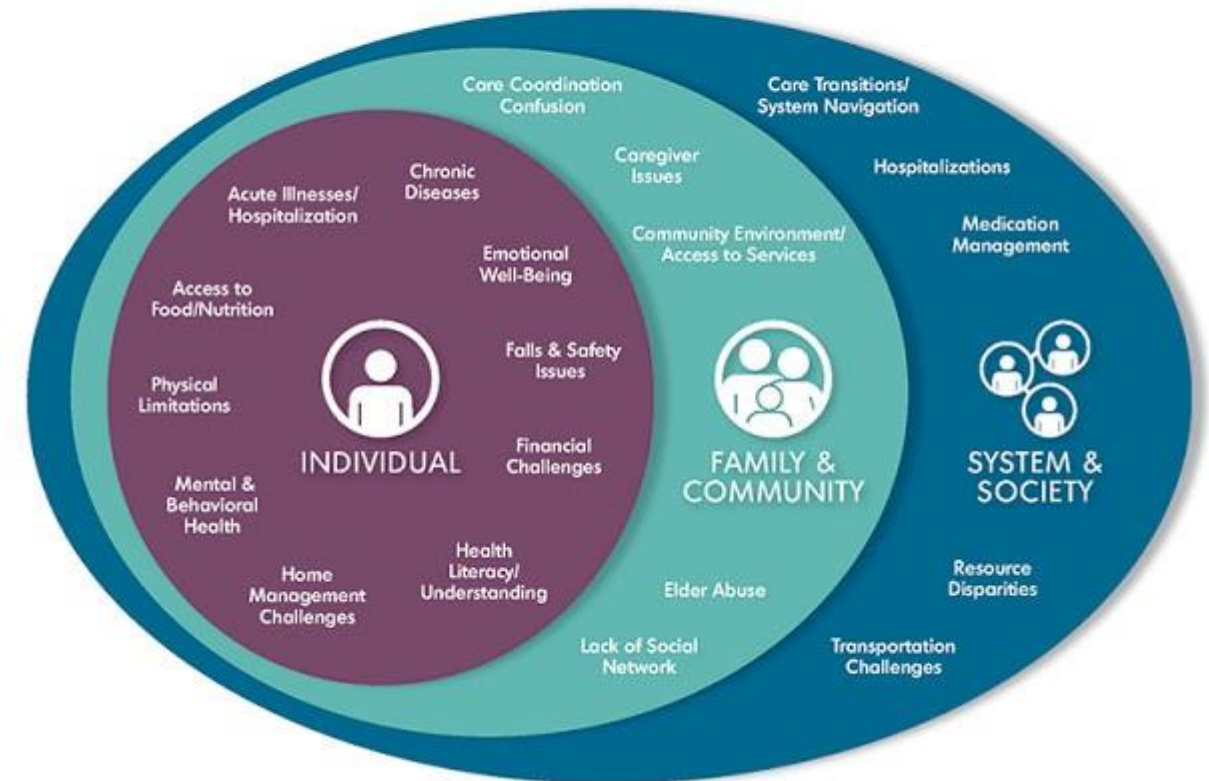 Care Coordination
Confusion
Care Transitions/
System Navigation
Caregiver
Issues
Hospitalizations
Chronic
Diseases
Acute Illnesses/
Hospitalization
Medication
Management
Community Environment/
Access to Services
Emotional
Well-Being
Access to
Food/Nutrition
Falls & Safety
Issues
Physical
Limitations
INDIVIDUAL
Financial
Challenges
FAMILY &
COMMUNITY
SYSTEM &
SOCIETY
Mental &
Behavioral
Health
Health
Literacy/
Understanding
Home
Management
Challenges
Elder Abuse
Resource
Disparities
Lack of Social
Network
Transportation
Challenges